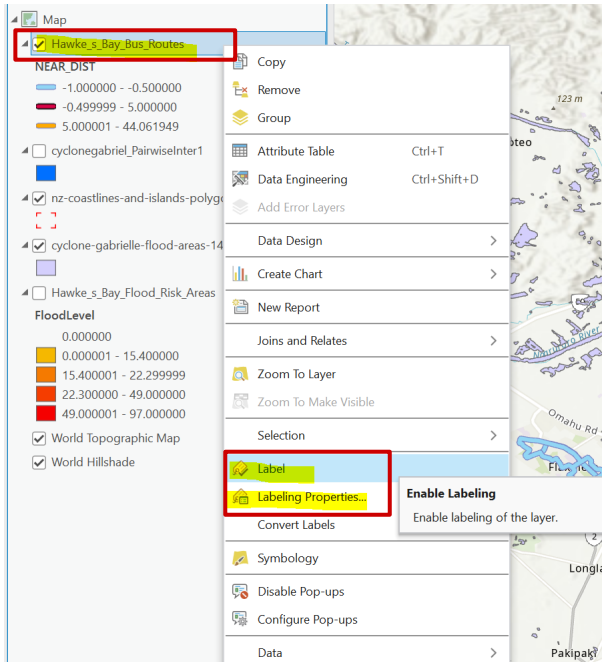 Map
Hawke_s_Bay_Bus_Routes
NEAR_DIST
-1.000000 - -0.500000
-0.499999 - 5.000000
5.000001 - 44.061949
cyclonegabriel_PairwiseInter1
nz-coastlines-and-islands-polyg
cyclone-gabrielle-flood-areas-14
Hawke_s_Bay_Flood_Risk_Areas
FloodLevel
0.000000
0.000001 - 15.400000
15.400001 - 22.299999
22.300000 - 49.000000
49.000001 - 97.000000
World Topographic Map
World Hillshade
Copy
Remove
Group
Attribute Table Ctrl+T
Data Engineering Ctrl+Shift+D
Add Error Layers
Data Design
Create Chart
New Report
Joins and Relates
Zoom To Layer
Zoom To Make Visible
Selection
Label
Labeling Properties...
Convert Labels
Symbology
Disable Pop-ups
Configure Pop-ups
Data
Enable Labeling
Enable labeling of the layer.
123 m
oteo
Omahu Rd
2
Longla
Pakipaki